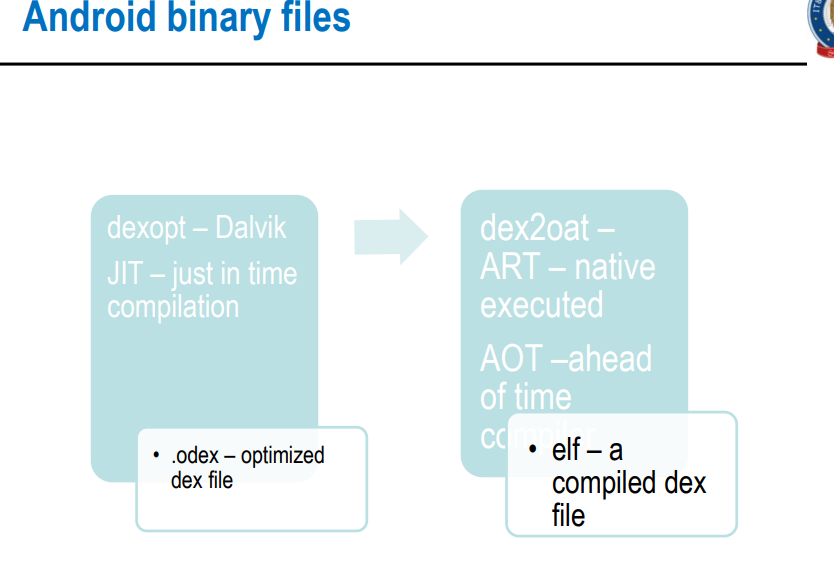 Android binary files
dexopt – Dalvik
JIT – just in time
compilation
• .odex – optimized
dex file
dex2oat –
ART – native
executed
AOT –ahead
of time
compiler
• elf – a
compiled dex
file